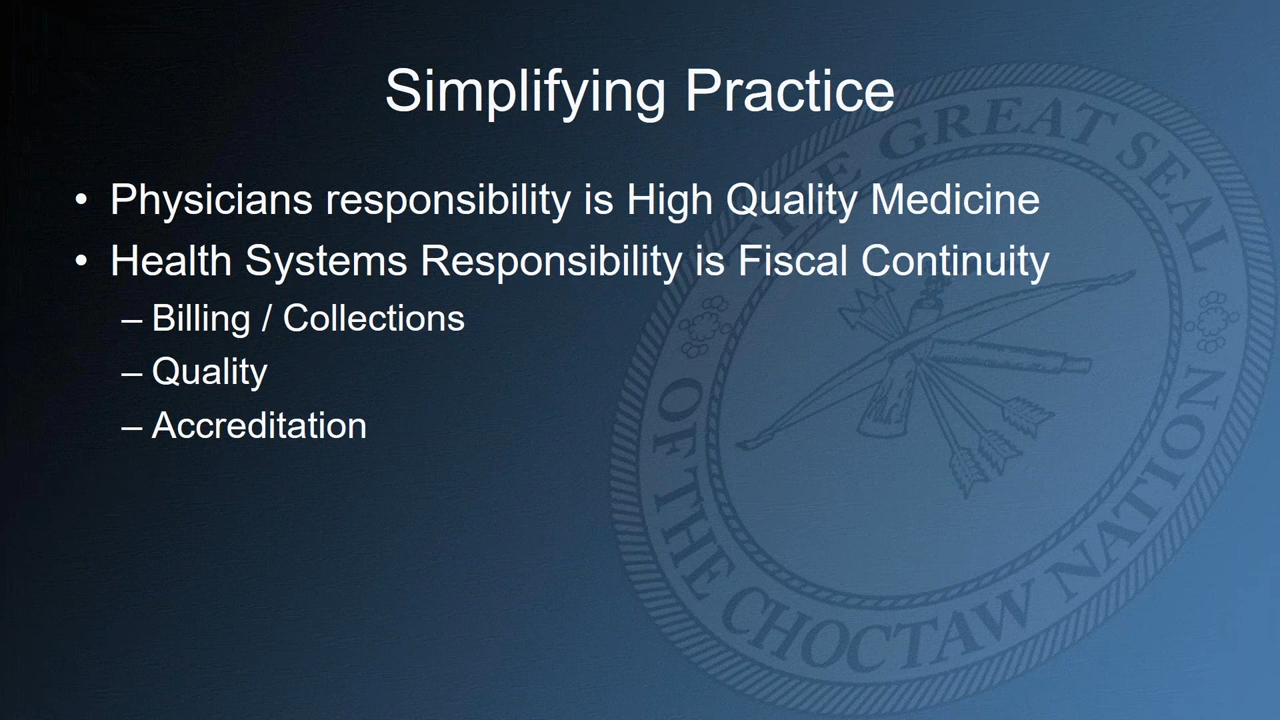 Simplifying Practice
• Physicians responsibility is High Quality Medicine
• Health Systems Responsibility is Fiscal Continuity
– Billing / Collections
– Quality
– Accreditation
THE GREAT SEAL
OF THE CHOCTAW NATION